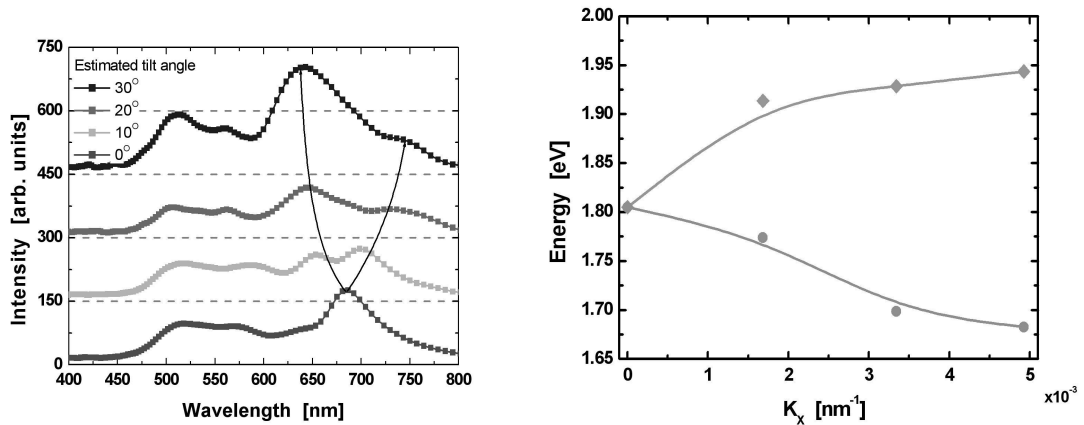 750
600
450
300
150
0
Intensity [arb. units]
Estimated tilt angle
30°
20°
10°
0°
400 450 500 550 600 650 700 750 800
Wavelength [nm]
2.00
1.95
1.90
1.85
1.80
1.75
1.70
1.65
Energy [eV]
0 1 2 3 4 5
x10⁻³
Kₓ [nm⁻¹]